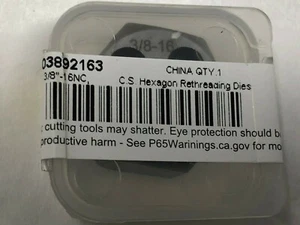 3/8-16
03892163
CHINA QTY.1
3/8"-16NC,
C.S. Hexagon Rethreading Dies
cutting tools may shatter. Eye protection should b
productive harm - See P65Warinings.ca.gov for mo